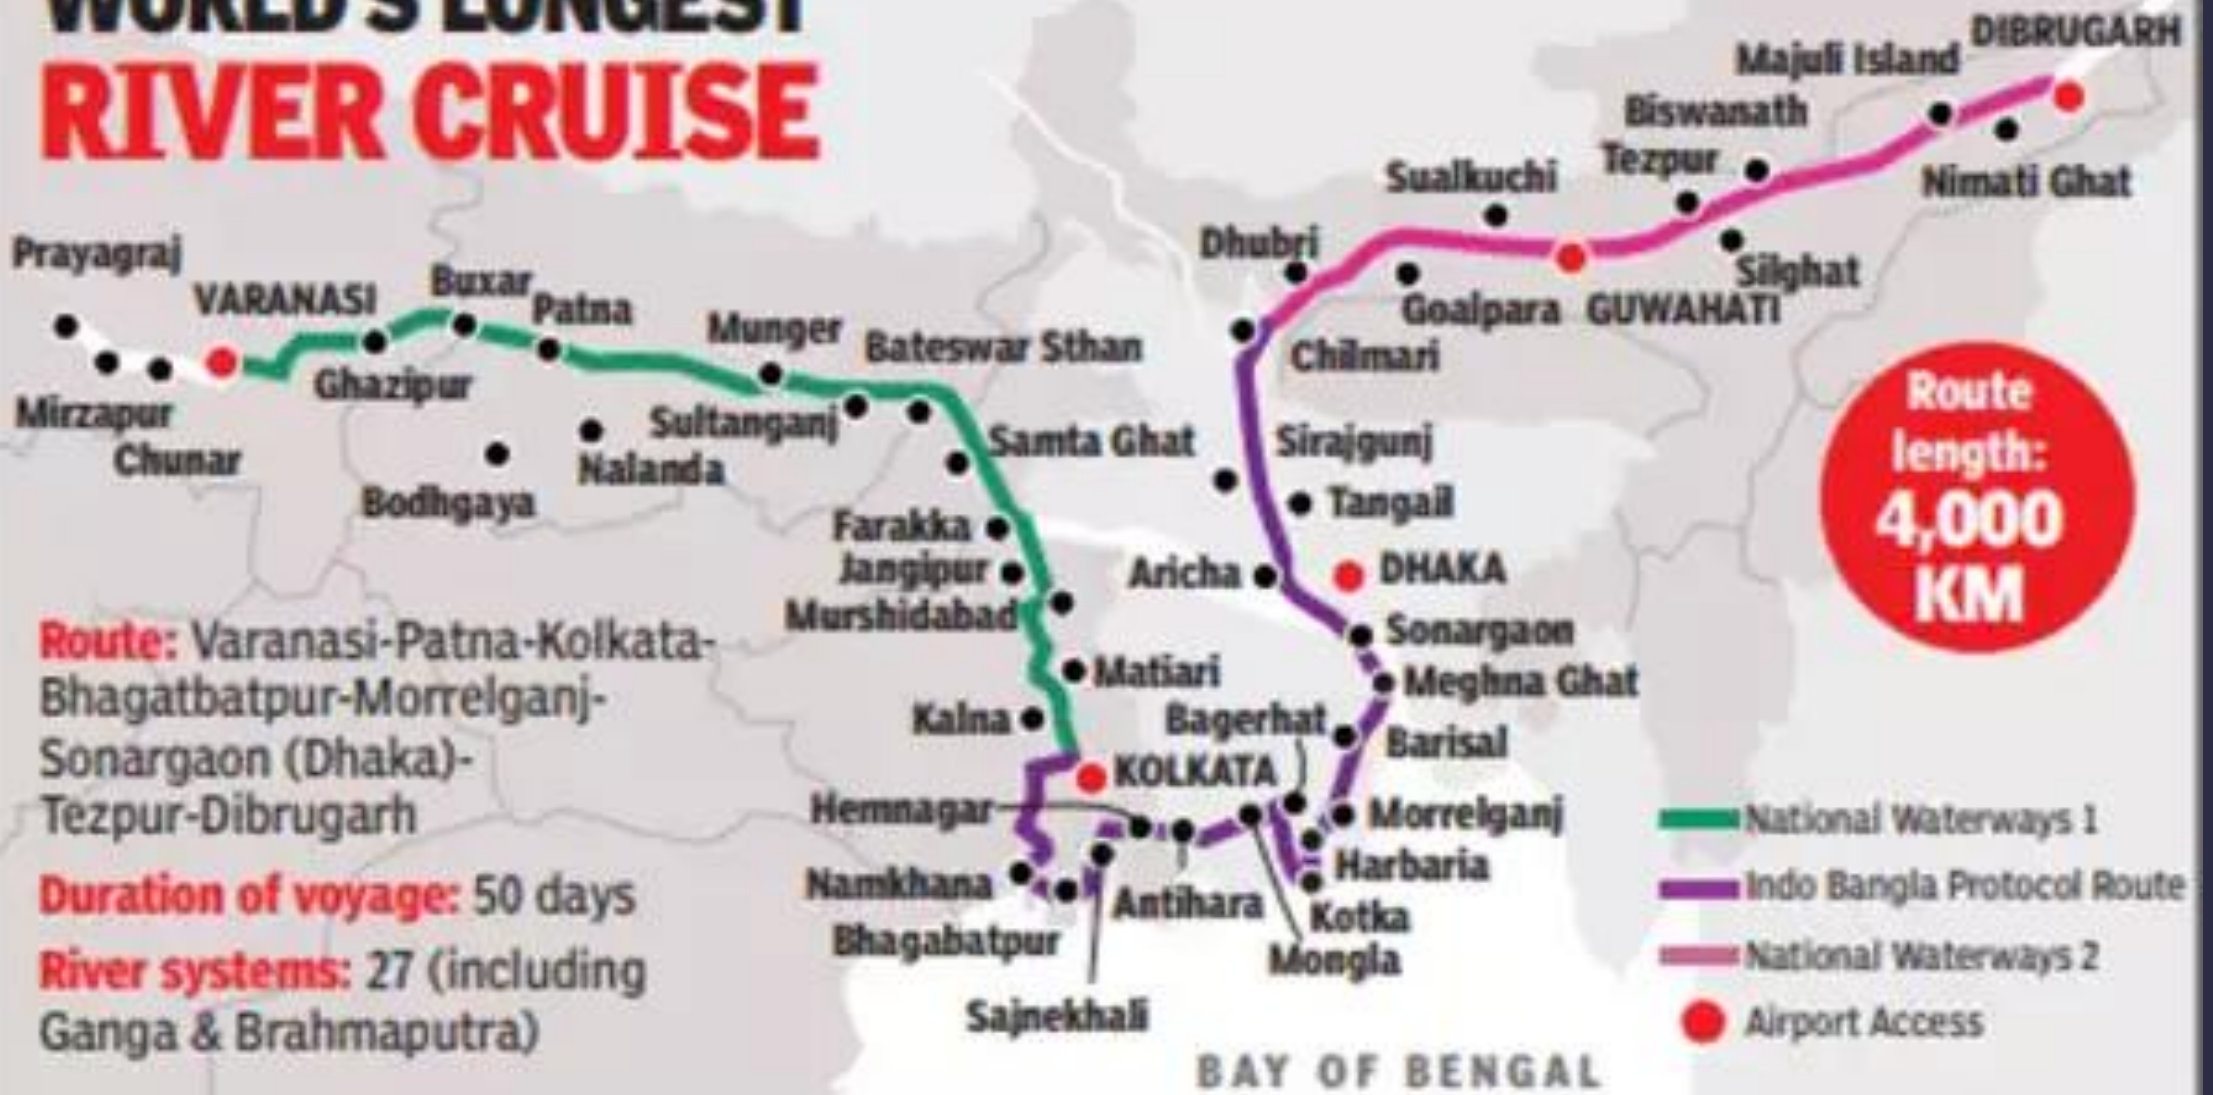 WORLD'S LONGEST
RIVER CRUISE
DIBRUGARH
Majuli Island
Biswanath
Tezpur
Sualkuchi
Nimati Ghat
Dhubri
Silghat
Goalpara
GUWAHATI
Chilmari
Prayagraj
VARANASI
Buxar
Patna
Munger
Bateswar Sthan
Ghazipur
Mirzapur
Chunar
Sultanganj
Samta Ghat
Nalanda
Bodhgaya
Sirajgunj
Tangail
Farakka
Jangipur
Aricha
DHAKA
Murshidabad
Sonargaon
Matiari
Meghna Ghat
Kalna
Bagerhat
Barisal
KOLKATA
Hemnagar
Morrelganj
Harbaria
Namkhana
Antihara
Kotka
Bhagabatpur
Mongla
Sajnekhali
BAY OF BENGAL
Route
length:
4,000
KM
Route: Varanasi-Patna-Kolkata-
Bhagatbatpur-Morrelganj-
Sonargaon (Dhaka)-
Tezpur-Dibrugarh
Duration of voyage: 50 days
River systems: 27 (including
Ganga & Brahmaputra)
National Waterways 1
Indo Bangla Protocol Route
National Waterways 2
Airport Access